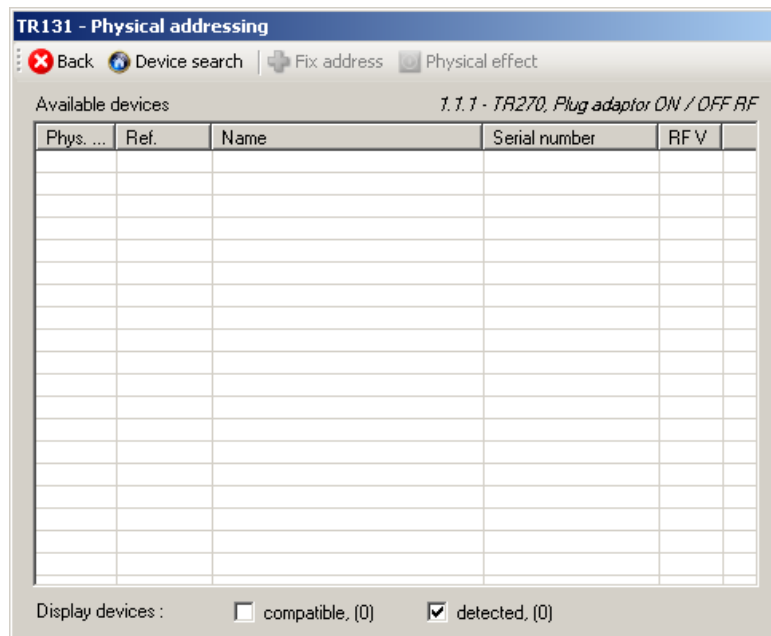 TR131 - Physical addressing
Back Device search Fix address Physical effect
Available devices 1.1.1 - TR270, Plug adaptor ON / OFF RF
Phys. ... Ref. Name Serial number RF V
Display devices : compatible, (0) detected, (0)